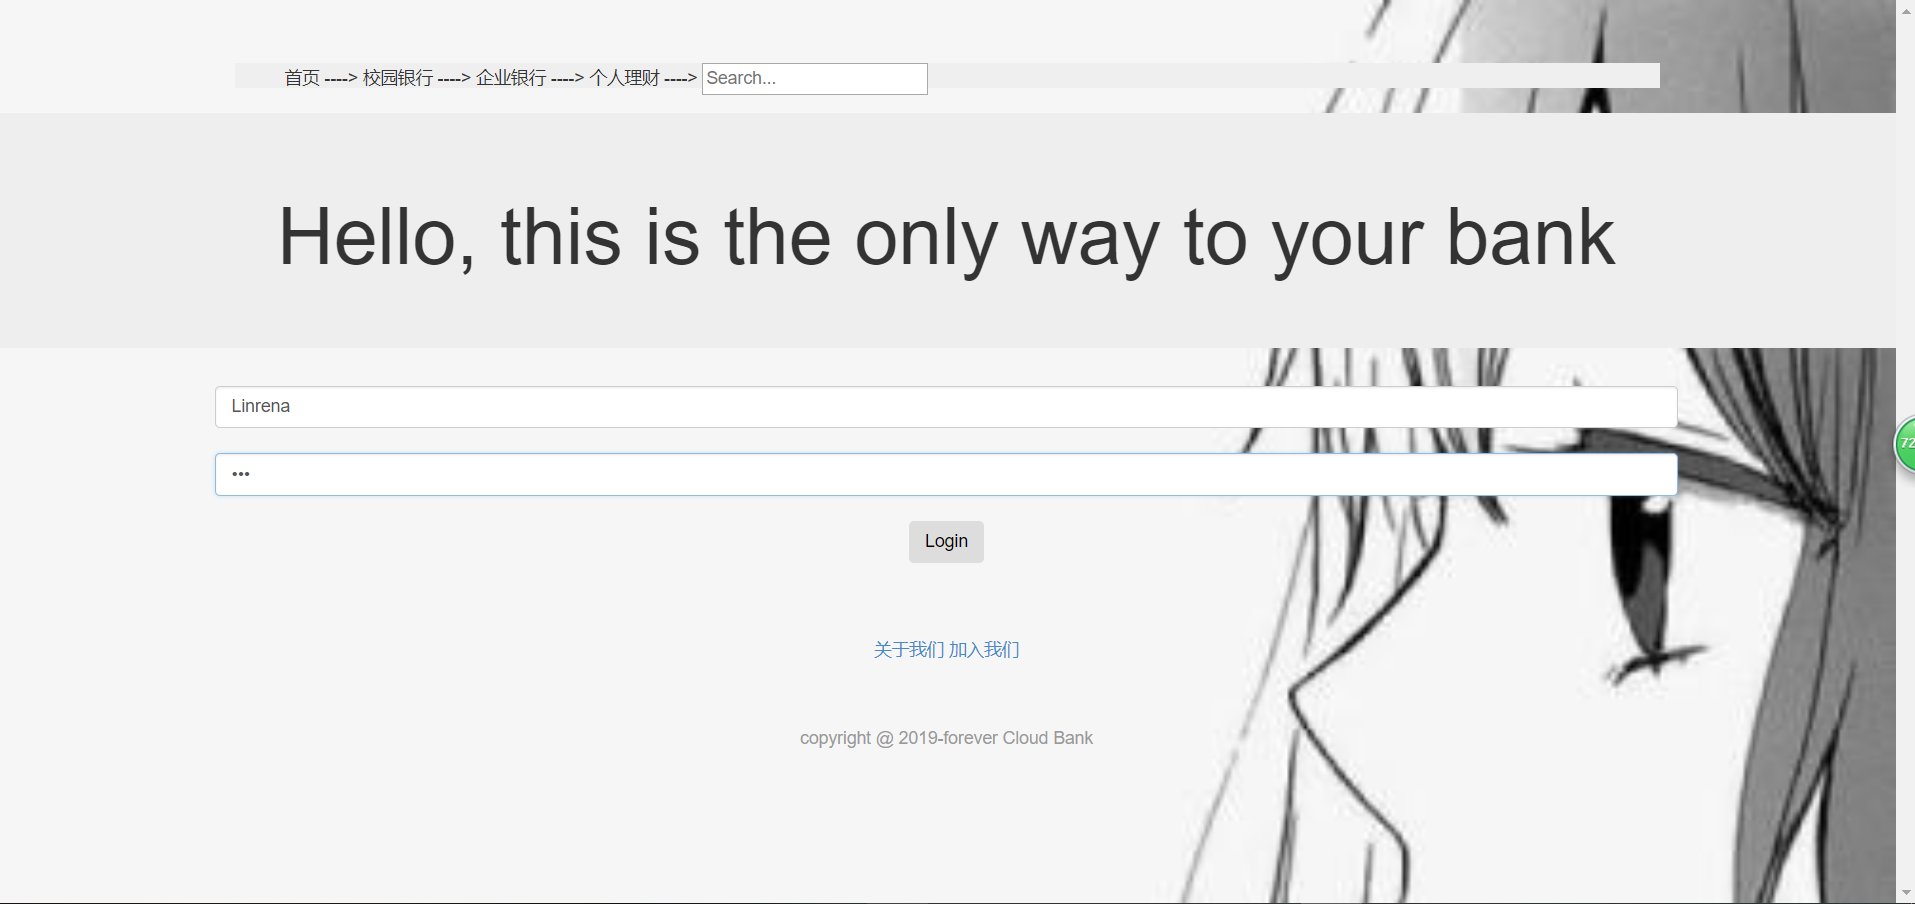 首页 ----> 校园银行 ----> 企业银行 ----> 个人理财 ----> Search...
Hello, this is the only way to your bank
Linrena
•••
Login
关于我们 加入我们
copyright @ 2019-forever Cloud Bank
72